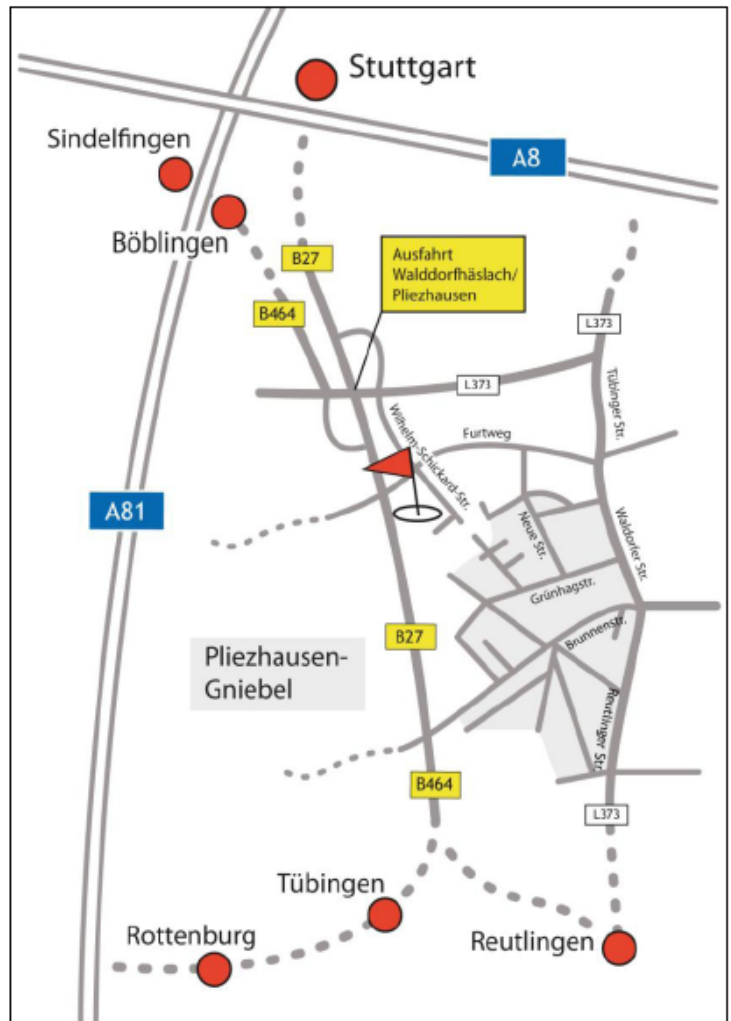 Stuttgart
Sindelfingen
A8
Böblingen
B27
Ausfahrt
Walddorfhäslach/
Pliezhausen
B464
L373
L373
Tübinger Str.
Wilhelm-Schickard-Str.
Furtweg
A81
Neue Str.
Waldorfer Str.
Grünhagstr.
Brunnenstr.
B27
Pliezhausen-
Gniebel
Reutlinger Str.
B464
L373
Tübingen
Rottenburg
Reutlingen